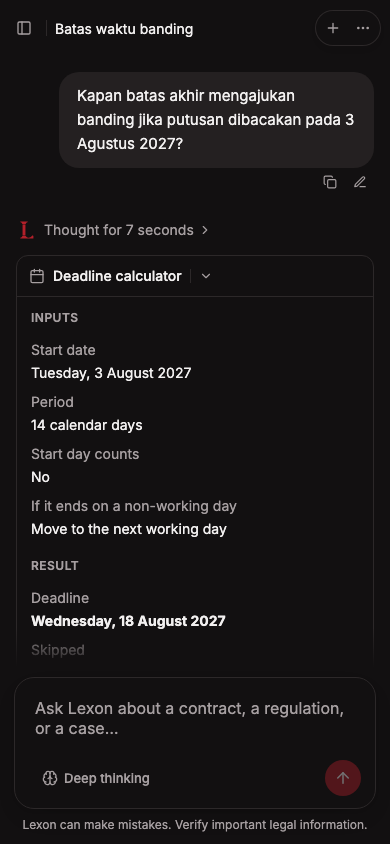 Batas waktu banding
Kapan batas akhir mengajukan
banding jika putusan dibacakan pada 3
Agustus 2027?
L Thought for 7 seconds
Deadline calculator
INPUTS
Start date
Tuesday, 3 August 2027
Period
14 calendar days
Start day counts
No
If it ends on a non-working day
Move to the next working day
RESULT
Deadline
Wednesday, 18 August 2027
Skipped
Ask Lexon about a contract, a regulation,
or a case...
Deep thinking
Lexon can make mistakes. Verify important legal information.